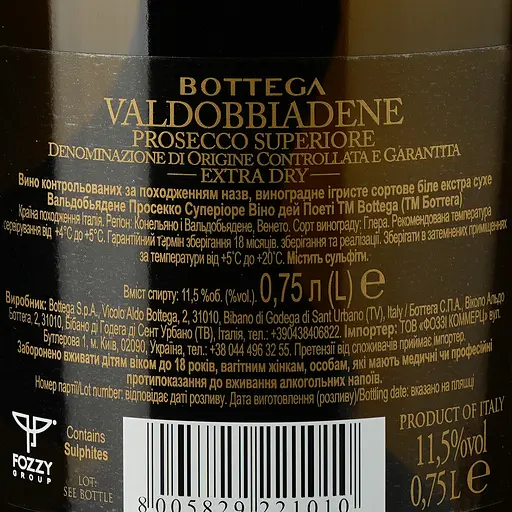 BOTTEGA
VALDOBBIADENE
PROSECCO SUPERIORE
DENOMINAZIONE DI ORIGINE CONTROLLATA E GARANTITA
EXTRA DRY
Вино контрольованих за походженням назв, виноградне ігристе сортове біле екстра сухе
Вальдобьядене Просекко Суперіоре Віно дей Поеті ТМ Bottega (ТМ Боттега)
Країна походження Італія, Регіон: Конельяно і Вальдобьядене, Венето. Сорт винограду: Глера. Рекомендована температура
сервірування від +4°С до +5°С. Гарантійний термін зберігання 18 місяців. зберігання та реалізації. Зберігати в затемнених приміщеннях
за температури від +5°С до +20°С. Містить сульфіти.
Вміст спирту: 11,5 %об. (%vol.). 0,75 л (L) e
Виробник: Bottega S.p.A., Vicolo Aldo Bottega, 2, 31010, Bibano di Godega di Sant Urbano (TV), Italy / Боттега С.П.А., Віколо Альдо
Боттега, 2, 31010, Бібано ді Годега ді Сент Урбано (ТВ), Італія, тел.: +390438406822. Імпортер: ТОВ «ФОЗЗІ КОММЕРЦ» вул.
Бутлерова 1, м. Київ, 02090, Україна, тел.: +38 044 496 32 55. Претензії від споживачів приймає імпортер.
Заборонено вживати дітям віком до 18 років, вагітним жінкам, особам, які мають медичні чи професійні
протипоказання до вживання алкогольних напоїв.
Номер партії/Lot number: відповідає даті розливу. Дата виготовлення (розливу)/Bottling date: вказано на пляшці
PRODUCT OF ITALY
11,5%vol
0,75L e
Contains
Sulphites
FOZZY
GROUP
LOT:
SEE BOTTLE
8 005829 221010